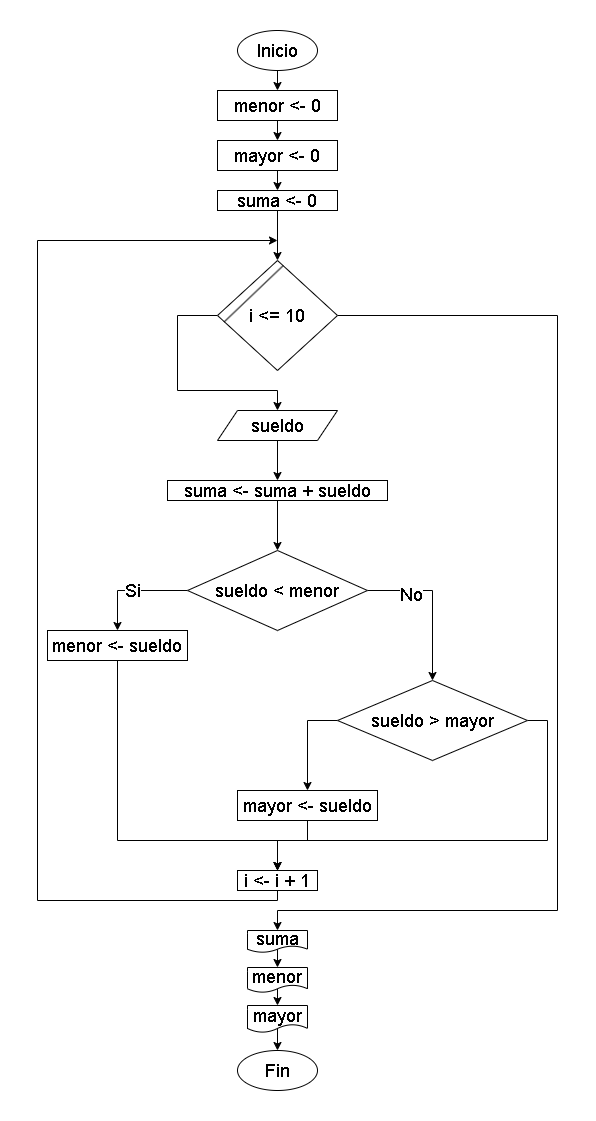 Inicio
menor <- 0
mayor <- 0
suma <- 0
i <= 10
sueldo
suma <- suma + sueldo
sueldo < menor
Si
No
menor <- sueldo
sueldo > mayor
mayor <- sueldo
i <- i + 1
suma
menor
mayor
Fin